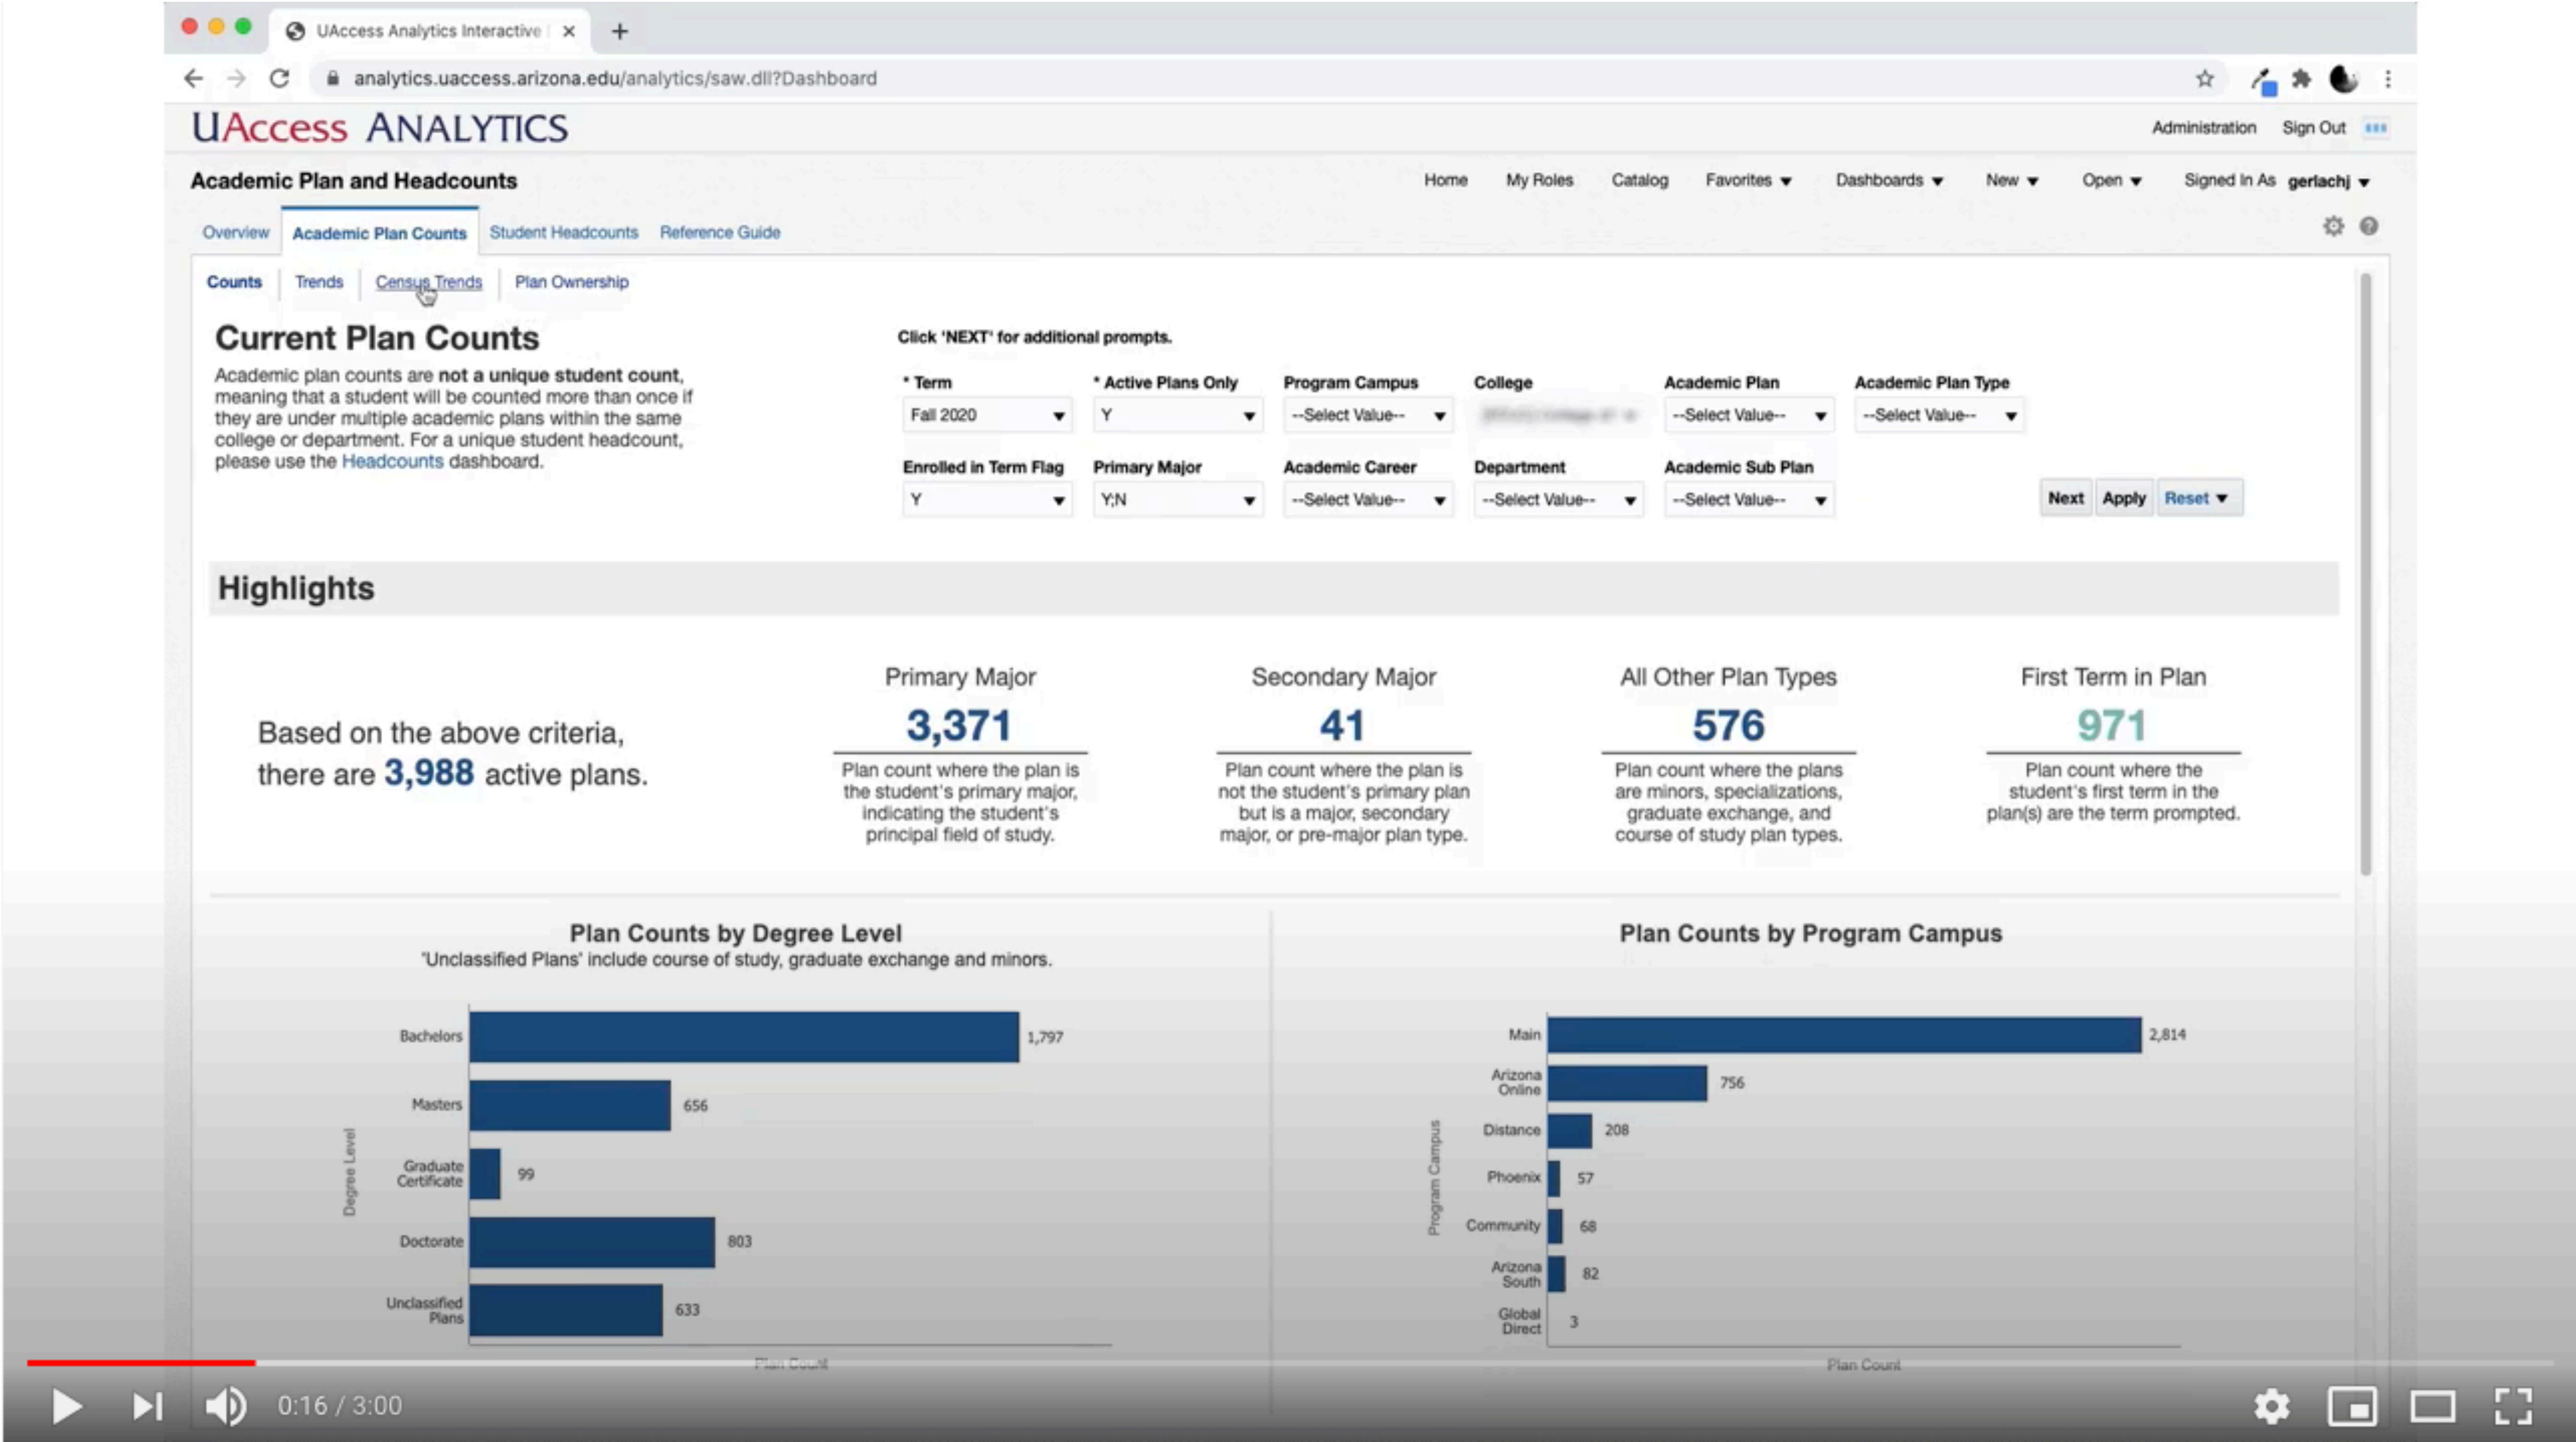 UAccess Analytics Interactive
analytics.uaccess.arizona.edu/analytics/saw.dll?Dashboard
UAccess ANALYTICS
Administration Sign Out
Academic Plan and Headcounts
Home My Roles Catalog Favorites Dashboards New Open Signed In As gerlachj
Overview Academic Plan Counts Student Headcounts Reference Guide
Counts Trends Census Trends Plan Ownership
Current Plan Counts
Academic plan counts are not a unique student count,
meaning that a student will be counted more than once if
they are under multiple academic plans within the same
college or department. For a unique student headcount,
please use the Headcounts dashboard.
Click 'NEXT' for additional prompts.
* Term * Active Plans Only Program Campus College Academic Plan Academic Plan Type
Fall 2020 Y --Select Value-- --Select Value-- --Select Value--
Enrolled in Term Flag Primary Major Academic Career Department Academic Sub Plan
Y Y;N --Select Value-- --Select Value-- --Select Value--
Next Apply Reset
Highlights
Based on the above criteria,
there are 3,988 active plans.
Primary Major
3,371
Plan count where the plan is
the student's primary major,
indicating the student's
principal field of study.
Secondary Major
41
Plan count where the plan is
not the student's primary plan
but is a major, secondary
major, or pre-major plan type.
All Other Plan Types
576
Plan count where the plans
are minors, specializations,
graduate exchange, and
course of study plan types.
First Term in Plan
971
Plan count where the
student's first term in the
plan(s) are the term prompted.
Plan Counts by Degree Level
'Unclassified Plans' include course of study, graduate exchange and minors.
Degree Level
Bachelors 1,797
Masters 656
Graduate
Certificate 99
Doctorate 803
Unclassified
Plans 633
Plan Count
Plan Counts by Program Campus
Program Campus
Main 2,814
Arizona
Online 756
Distance 208
Phoenix 57
Community 68
Arizona
South 82
Global
Direct 3
Plan Count
0:16 / 3:00